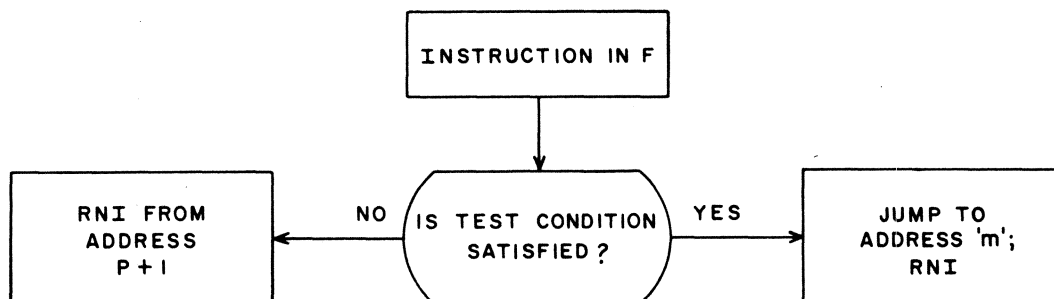 INSTRUCTION IN F
NO
IS TEST CONDITION
SATISFIED?
YES
RNI FROM
ADDRESS
P+1
JUMP TO
ADDRESS 'm';
RNI